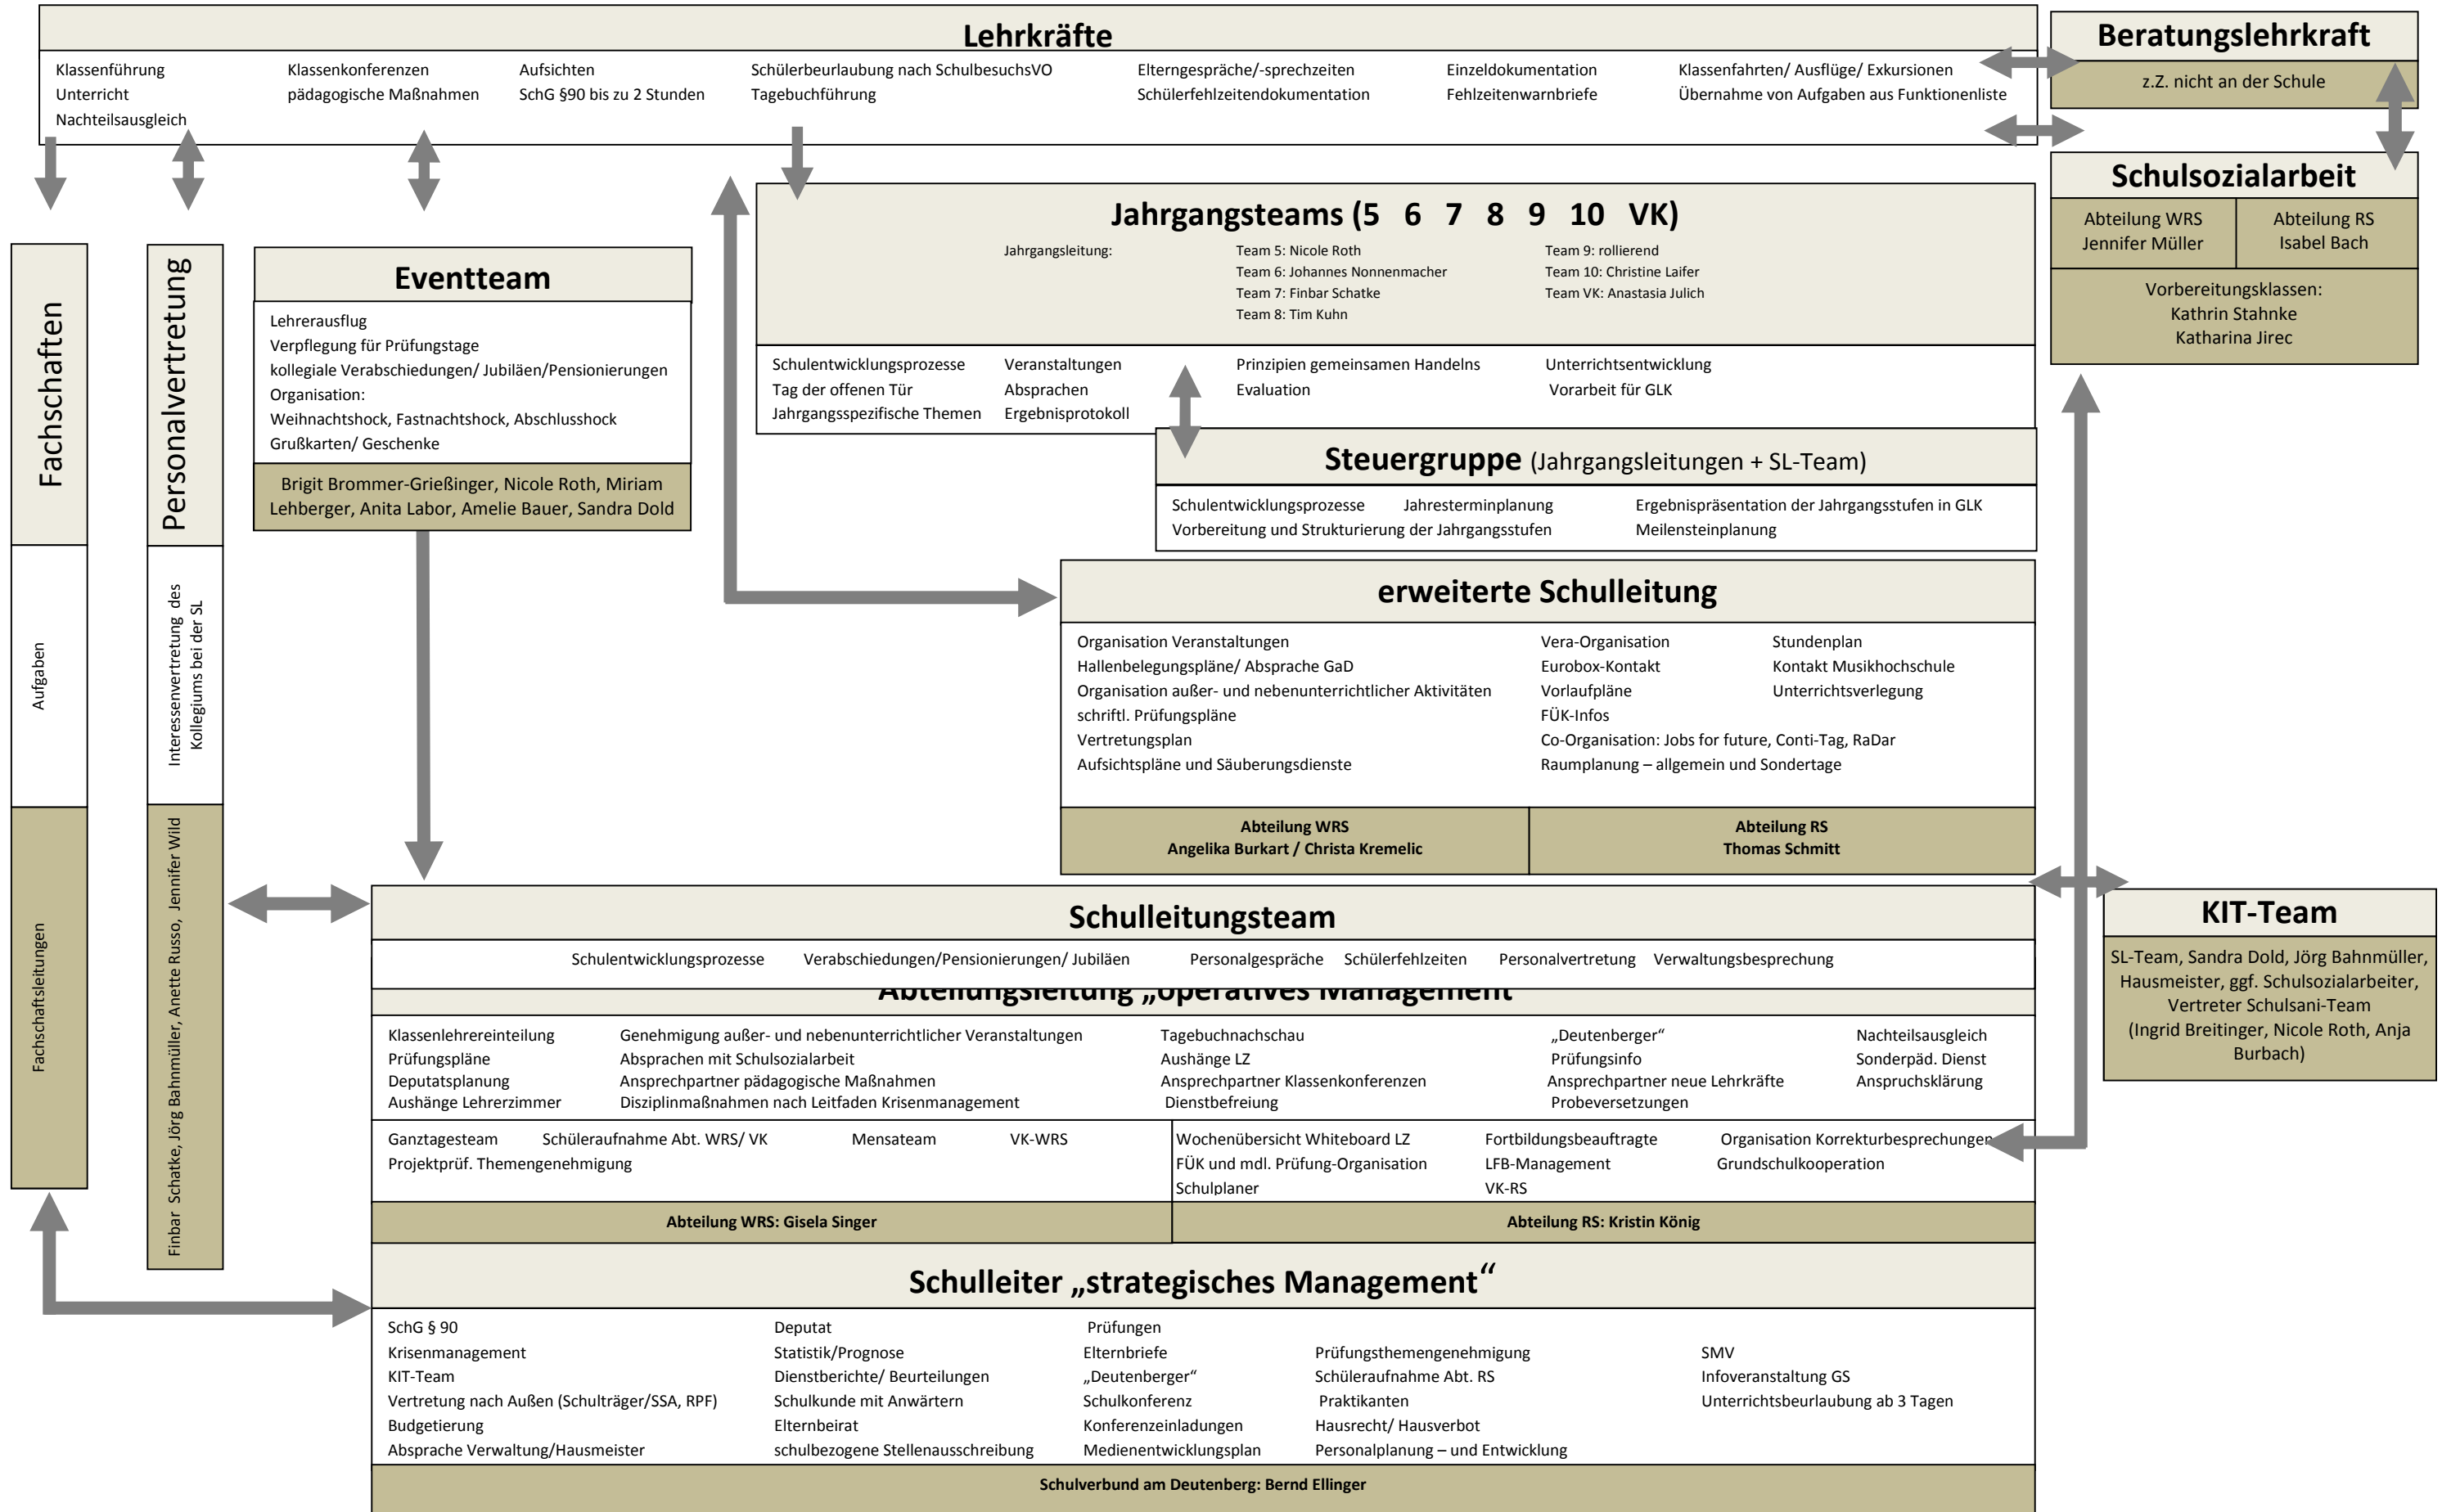 Lehrkräfte
Klassenführung Klassenkonferenzen Aufsichten Schülerbeurlaubung nach SchulbesuchsVO Elterngespräche/-sprechzeiten Einzeldokumentation Klassenfahrten/ Ausflüge/ Exkursionen
Unterricht pädagogische Maßnahmen SchG §90 bis zu 2 Stunden Tagebuchführung Schülerfehlzeitendokumentation Fehlzeitenwarnbriefe Übernahme von Aufgaben aus Funktionenliste
Nachteilsausgleich
Beratungslehrkraft
z.Z. nicht an der Schule
Schulsozialarbeit
Abteilung WRS
Jennifer Müller
Abteilung RS
Isabel Bach
Vorbereitungsklassen:
Kathrin Stahnke
Katharina Jirec
Jahrgangsteams (5 6 7 8 9 10 VK)
Jahrgangsleitung: Team 5: Nicole Roth Team 9: rollierend
Team 6: Johannes Nonnenmacher Team 10: Christine Laifer
Team 7: Finbar Schatke Team VK: Anastasia Julich
Team 8: Tim Kuhn
Schulentwicklungsprozesse Veranstaltungen Prinzipien gemeinsamen Handelns Unterrichtsentwicklung
Tag der offenen Tür Absprachen Evaluation Vorarbeit für GLK
Jahrgangsspezifische Themen Ergebnisprotokoll
Fachschaften
Aufgaben
Fachschaftsleitungen
Personalvertretung
Interessenvertretung des
Kollegiums bei der SL
Finbar Schatke, Jörg Bahnmüller, Anette Russo, Jennifer Wild
Eventteam
Lehrerausflug
Verpflegung für Prüfungstage
kollegiale Verabschiedungen/ Jubiläen/Pensionierungen
Organisation:
Weihnachtshock, Fastnachtshock, Abschlusshock
Grußkarten/ Geschenke
Brigit Brommer-Grießinger, Nicole Roth, Miriam
Lehberger, Anita Labor, Amelie Bauer, Sandra Dold
Steuergruppe (Jahrgangsleitungen + SL-Team)
Schulentwicklungsprozesse Jahresterminplanung Ergebnispräsentation der Jahrgangsstufen in GLK
Vorbereitung und Strukturierung der Jahrgangsstufen Meilensteinplanung
erweiterte Schulleitung
Organisation Veranstaltungen Vera-Organisation Stundenplan
Hallenbelegungspläne/ Absprache GaD Eurobox-Kontakt Kontakt Musikhochschule
Organisation außer- und nebenunterrichtlicher Aktivitäten Vorlaufpläne Unterrichtsverlegung
schriftl. Prüfungspläne FÜK-Infos
Vertretungsplan Co-Organisation: Jobs for future, Conti-Tag, RaDar
Aufsichtspläne und Säuberungsdienste Raumplanung – allgemein und Sondertage
Abteilung WRS
Angelika Burkart / Christa Kremelic
Abteilung RS
Thomas Schmitt
Schulleitungsteam
Schulentwicklungsprozesse Verabschiedungen/Pensionierungen/ Jubiläen Personalgespräche Schülerfehlzeiten Personalvertretung Verwaltungsbesprechung
KIT-Team
SL-Team, Sandra Dold, Jörg Bahnmüller,
Hausmeister, ggf. Schulsozialarbeiter,
Vertreter Schulsani-Team
(Ingrid Breitinger, Nicole Roth, Anja
Burbach)
Abteilungsleitung „operatives Management
Klassenlehrereinteilung Genehmigung außer- und nebenunterrichtlicher Veranstaltungen Tagebuchnachschau „Deutenberger“ Nachteilsausgleich
Prüfungspläne Absprachen mit Schulsozialarbeit Aushänge LZ Prüfungsinfo Sonderpäd. Dienst
Deputatsplanung Ansprechpartner pädagogische Maßnahmen Ansprechpartner Klassenkonferenzen Ansprechpartner neue Lehrkräfte Anspruchsklärung
Aushänge Lehrerzimmer Disziplinmaßnahmen nach Leitfaden Krisenmanagement Dienstbefreiung Probeversetzungen
Ganztagesteam Schüleraufnahme Abt. WRS/ VK Mensateam VK-WRS
Projektprüf. Themengenehmigung
Wochenübersicht Whiteboard LZ Fortbildungsbeauftragte Organisation Korrekturbesprechungen
FÜK und mdl. Prüfung-Organisation LFB-Management Grundschulkooperation
Schulplaner VK-RS
Abteilung WRS: Gisela Singer
Abteilung RS: Kristin König
Schulleiter „strategisches Management“
SchG § 90 Deputat Prüfungen
Krisenmanagement Statistik/Prognose Elternbriefe Prüfungsthemengenehmigung SMV
KIT-Team Dienstberichte/ Beurteilungen „Deutenberger“ Schüleraufnahme Abt. RS Infoveranstaltung GS
Vertretung nach Außen (Schulträger/SSA, RPF) Schulkunde mit Anwärtern Schulkonferenz Praktikanten Unterrichtsbeurlaubung ab 3 Tagen
Budgetierung Elternbeirat Konferenzeinladungen Hausrecht/ Hausverbot
Absprache Verwaltung/Hausmeister schulbezogene Stellenausschreibung Medienentwicklungsplan Personalplanung – und Entwicklung
Schulverbund am Deutenberg: Bernd Ellinger